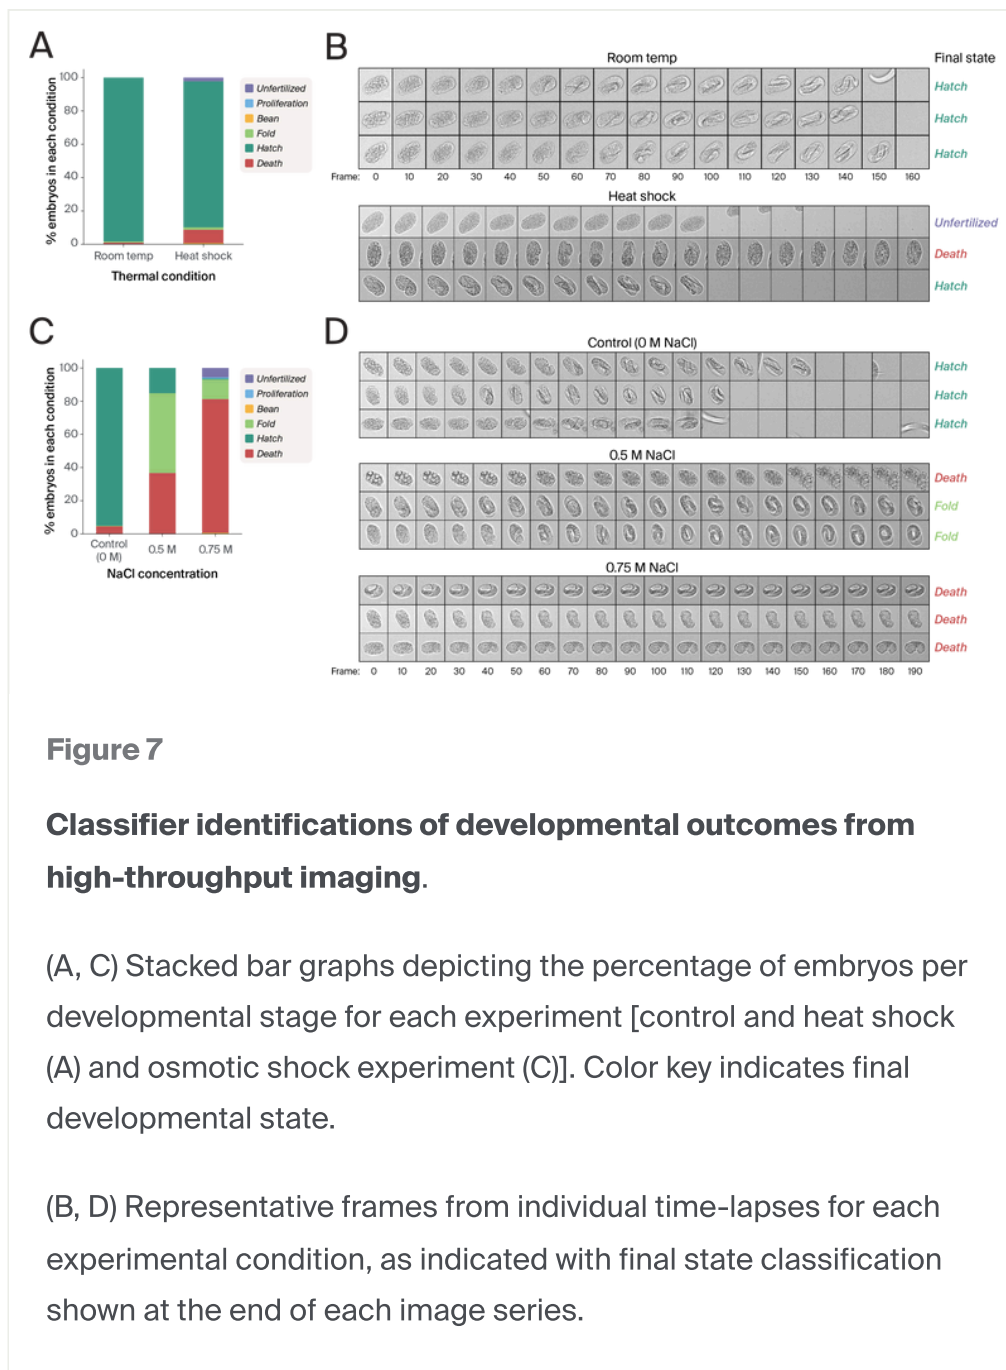 A
% embryos in each condition
100
80
60
40
20
0
Room temp
Heat shock
Thermal condition
Unfertilized
Proliferation
Bean
Fold
Hatch
Death
B
Room temp
Final state
Hatch
Hatch
Hatch
Frame: 0 10 20 30 40 50 60 70 80 90 100 110 120 130 140 150 160
Heat shock
Unfertilized
Death
Hatch
C
% embryos in each condition
100
80
60
40
20
0
Control (0 M)
0.5 M
0.75 M
NaCl concentration
Unfertilized
Proliferation
Bean
Fold
Hatch
Death
D
Control (0 M NaCl)
Hatch
Hatch
Hatch
0.5 M NaCl
Death
Fold
Fold
0.75 M NaCl
Death
Death
Death
Frame: 0 10 20 30 40 50 60 70 80 90 100 110 120 130 140 150 160 170 180 190
Figure 7
Classifier identifications of developmental outcomes from
high-throughput imaging.
(A, C) Stacked bar graphs depicting the percentage of embryos per
developmental stage for each experiment [control and heat shock
(A) and osmotic shock experiment (C)]. Color key indicates final
developmental state.
(B, D) Representative frames from individual time-lapses for each
experimental condition, as indicated with final state classification
shown at the end of each image series.